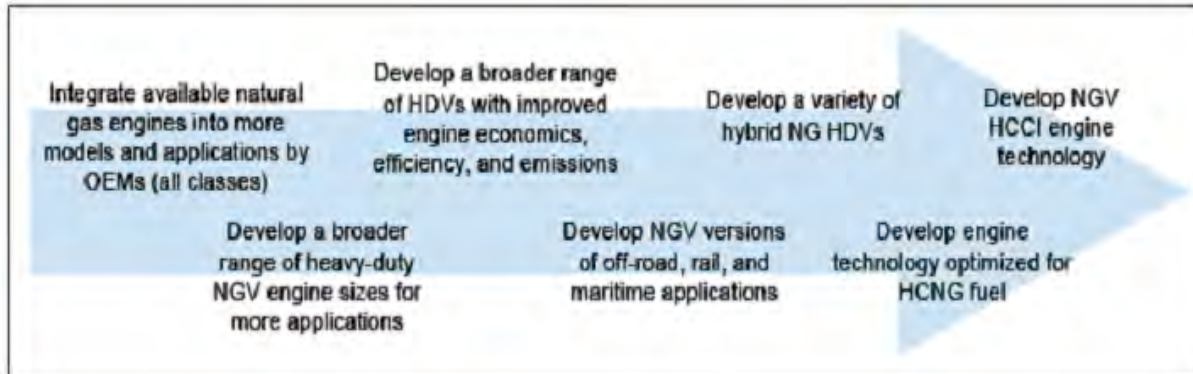 Integrate available natural
gas engines into more
models and applications by
OEMs (all classes)
Develop a broader range
of HDVs with improved
engine economics,
efficiency, and emissions
Develop a variety of
hybrid NG HDVs
Develop NGV
HCCI engine
technology
Develop a broader
range of heavy-duty
NGV engine sizes for
more applications
Develop NGV versions
of off-road, rail, and
maritime applications
Develop engine
technology optimized for
HCNG fuel